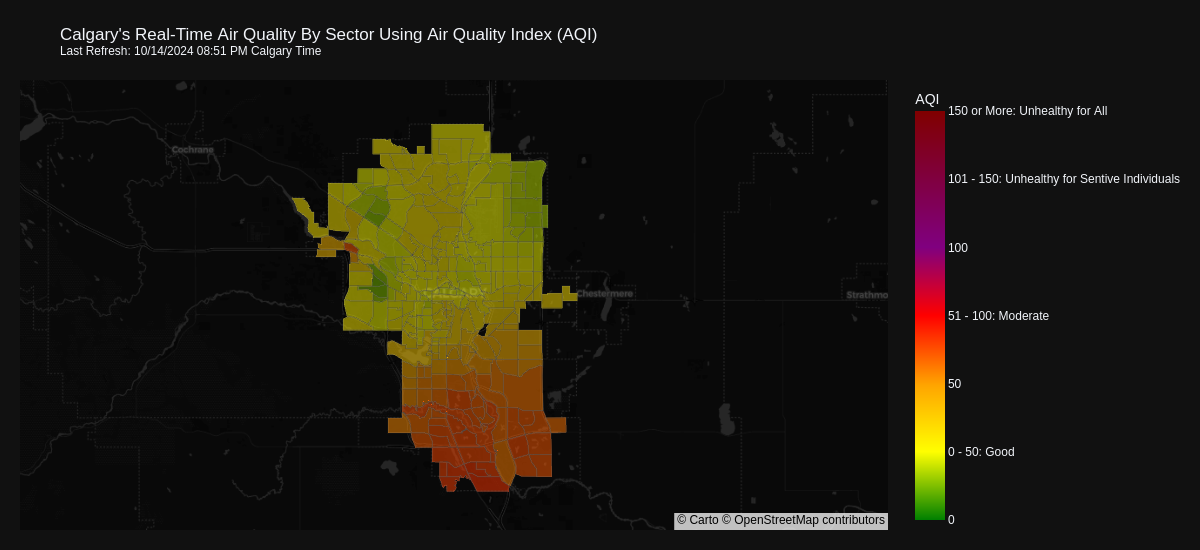 Calgary's Real-Time Air Quality By Sector Using Air Quality Index (AQI)
Last Refresh: 10/14/2024 08:51 PM Calgary Time
AQI
150 or More: Unhealthy for All
101 - 150: Unhealthy for Sentive Individuals
100
51 - 100: Moderate
50
0 - 50: Good
0
Cochrane
Chestermere
Strathmo
© Carto © OpenStreetMap contributors